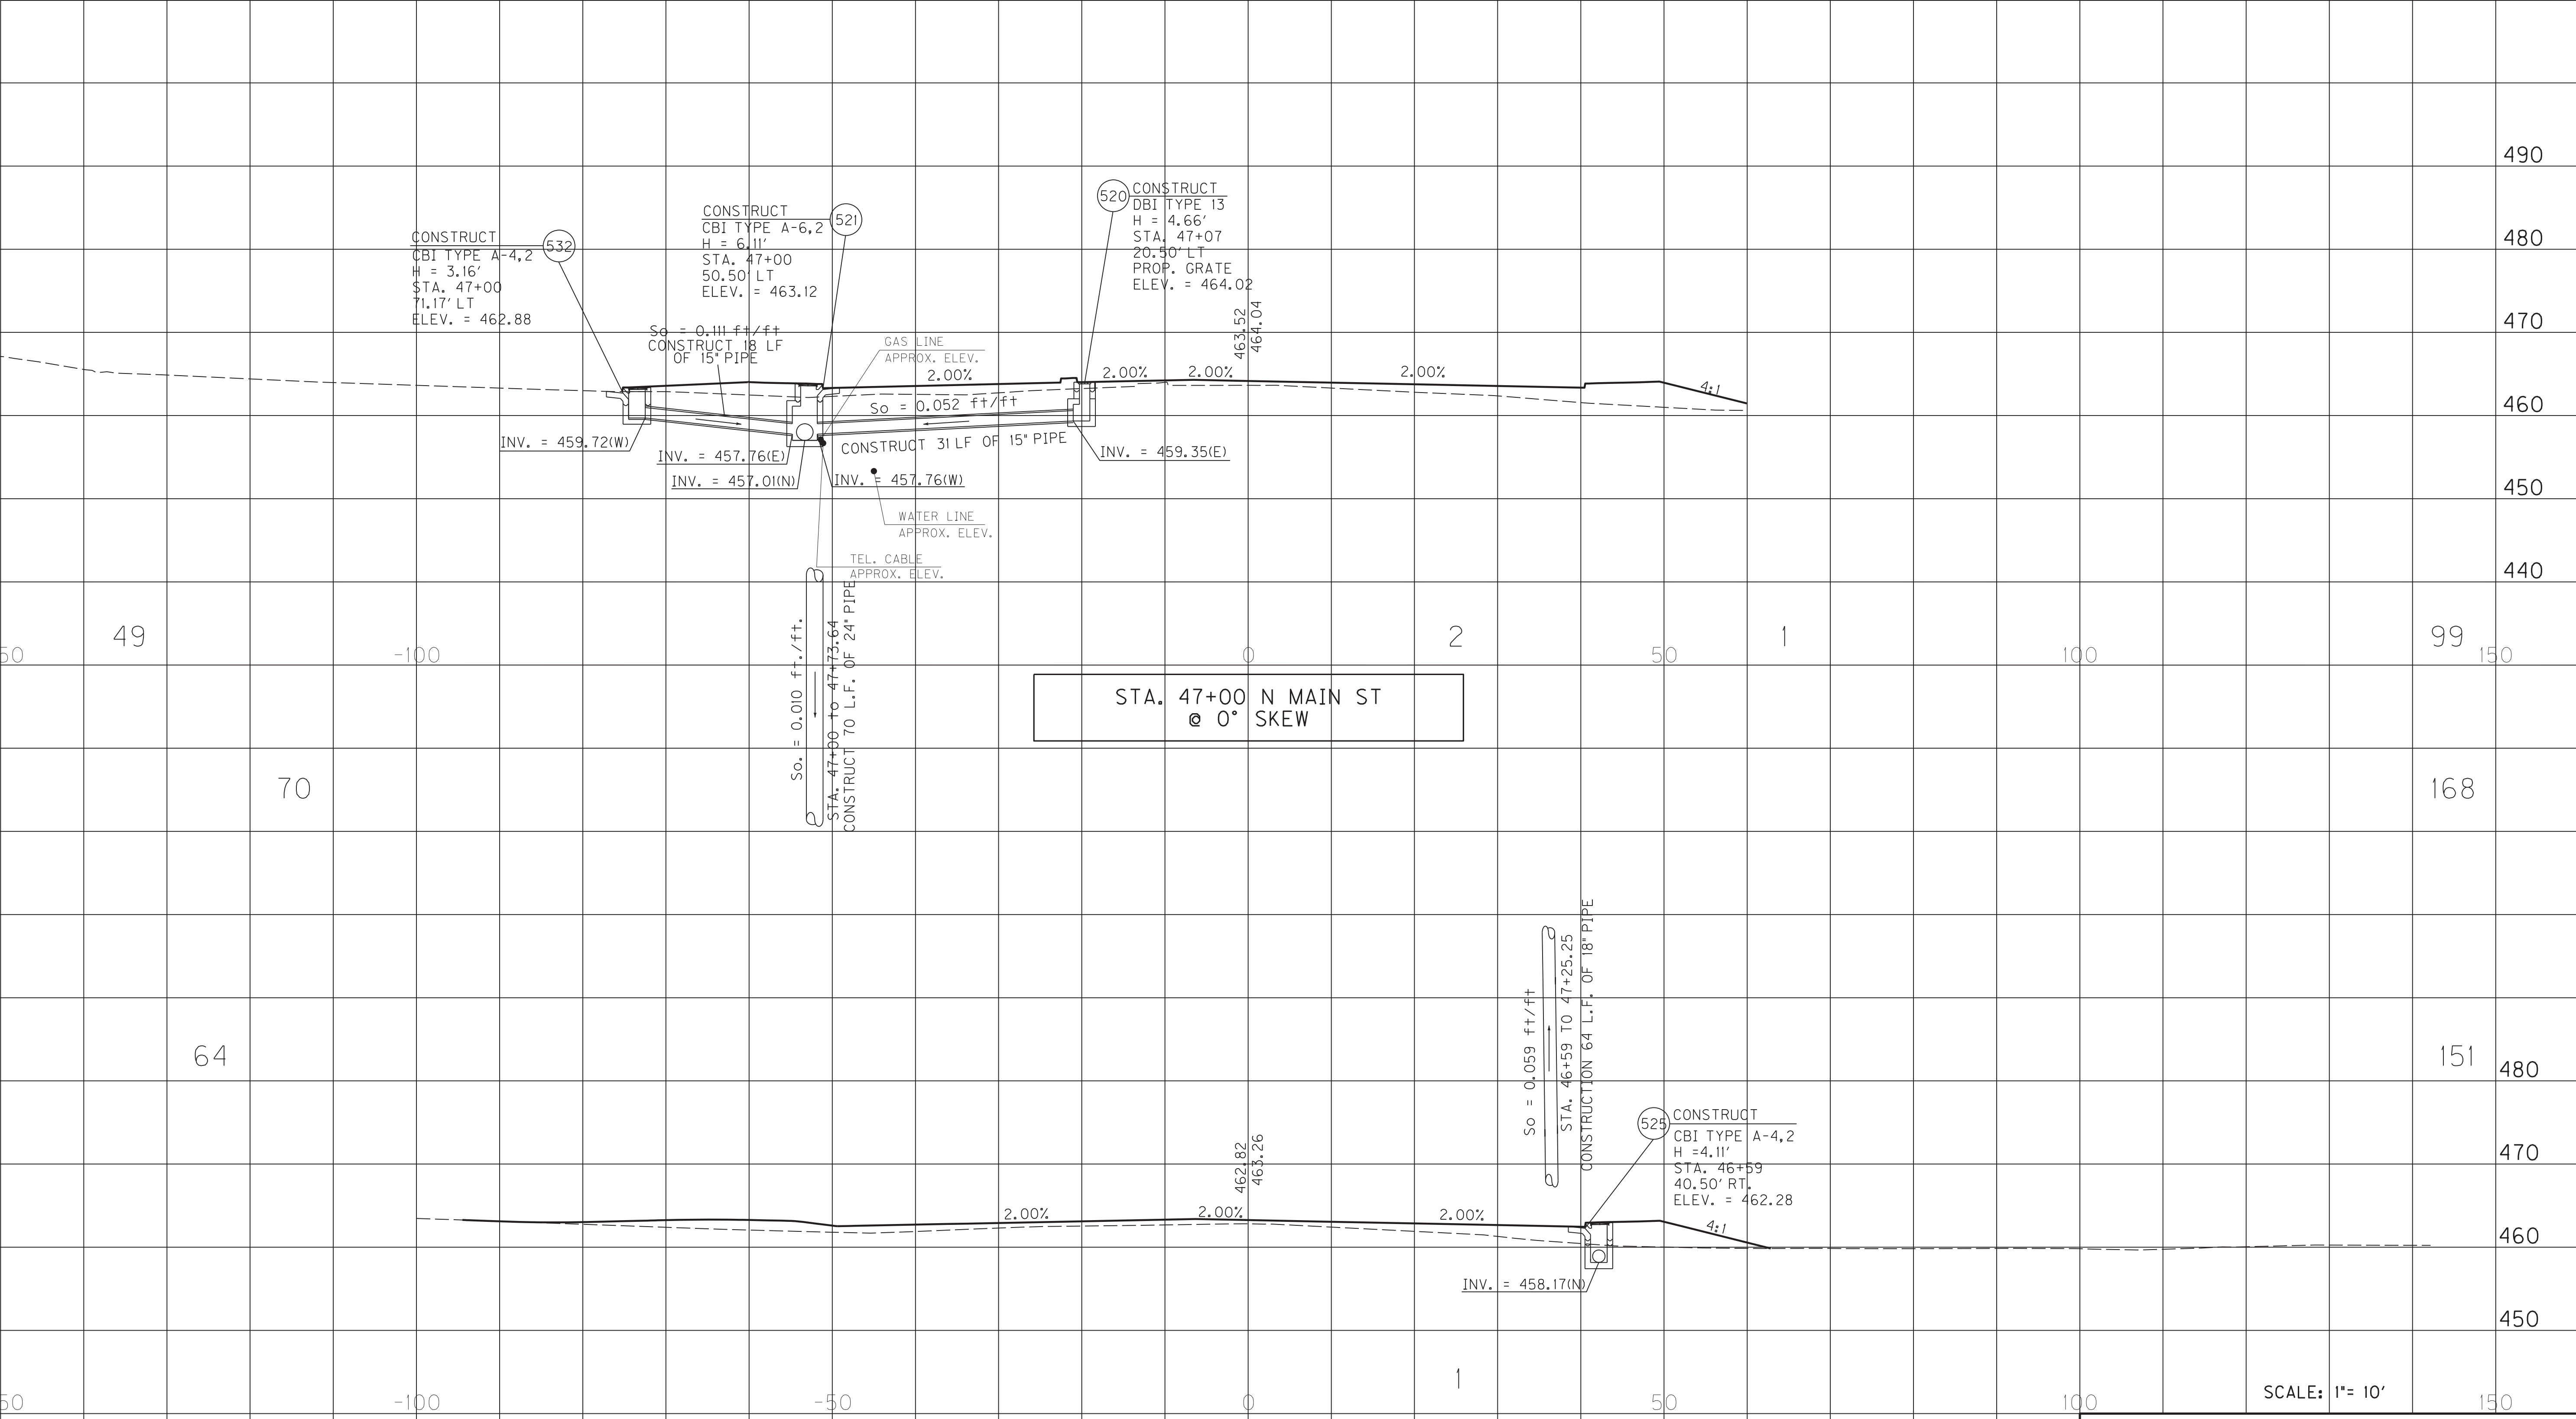 490
CONSTRUCT
520
DBI TYPE 13
H = 4.66'
STA. 47+07
20.50' LT
PROP. GRATE
ELEV. = 464.02
CONSTRUCT
521
CBI TYPE A-6,2
H = 6.11'
STA. 47+00
50.50' LT
ELEV. = 463.12
480
CONSTRUCT
532
CBI TYPE A-4,2
H = 3.16'
STA. 47+00
71.17' LT
ELEV. = 462.88
470
463.52
464.04
So = 0.111 ft/ft
CONSTRUCT 18 LF
OF 15" PIPE
GAS LINE
APPROX. ELEV.
2.00%
2.00%
2.00%
2.00%
4:1
So = 0.052 ft/ft
460
INV. = 459.72(W)
CONSTRUCT 31 LF OF 15" PIPE
INV. = 457.76(E)
INV. = 459.35(E)
INV. = 457.01(N)
INV. = 457.76(W)
450
WATER LINE
APPROX. ELEV.
TEL. CABLE
APPROX. ELEV.
440
So. = 0.010 ft./ft.
STA. 47+00 to 47+73.64
CONSTRUCT 70 L.F. OF 24" PIPE
49
2
1
99
50
-100
0
50
100
150
STA. 47+00 N MAIN ST
@ 0° SKEW
70
168
So = 0.059 ft/ft
STA. 46+59 TO 47+25.25
CONSTRUCTION 64 L.F. OF 18" PIPE
64
151
480
CONSTRUCT
525
CBI TYPE A-4,2
H =4.11'
STA. 46+59
40.50' RT.
ELEV. = 462.28
470
462.82
463.26
2.00%
2.00%
2.00%
4:1
460
INV. = 458.17(N)
450
1
SCALE: 1"= 10'
50
-100
-50
0
50
100
150